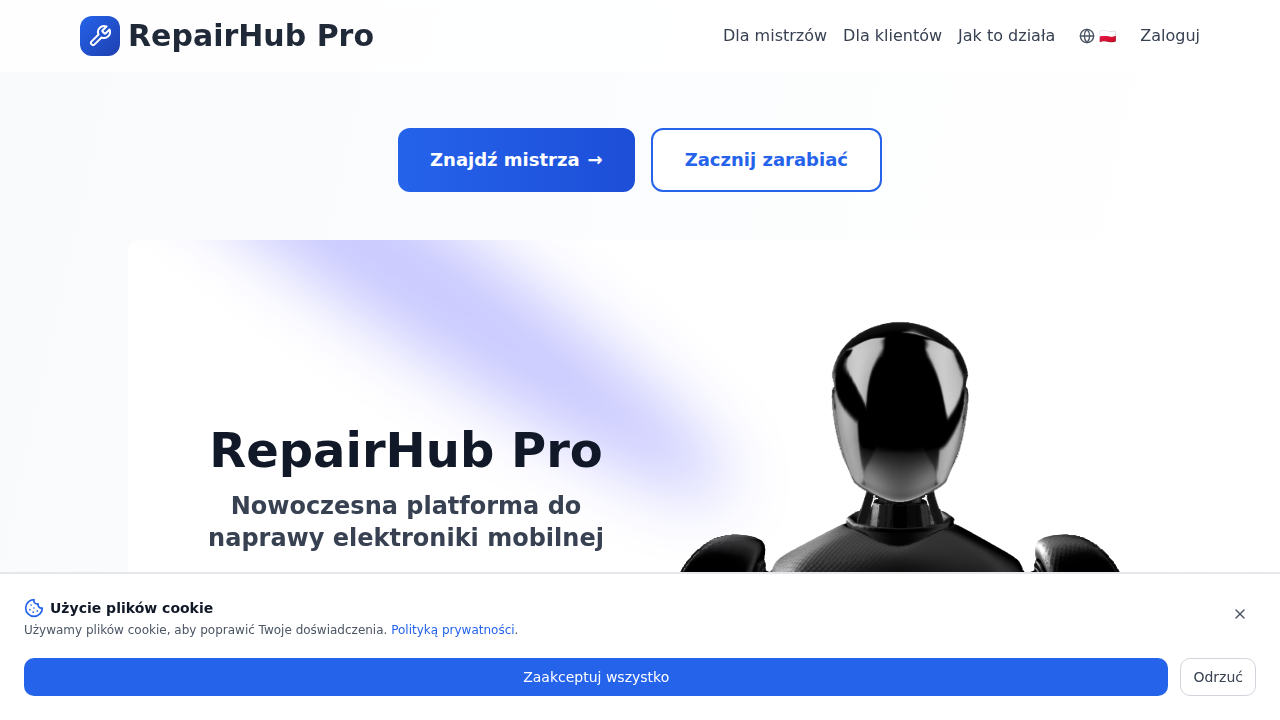 RepairHub Pro
Dla mistrzów
Dla klientów
Jak to działa
Zaloguj
Znajdź mistrza →
Zacznij zarabiać
RepairHub Pro
Nowoczesna platforma do
naprawy elektroniki mobilnej
Użycie plików cookie
Używamy plików cookie, aby poprawić Twoje doświadczenia. Polityką prywatności.
Zaakceptuj wszystko
Odrzuć